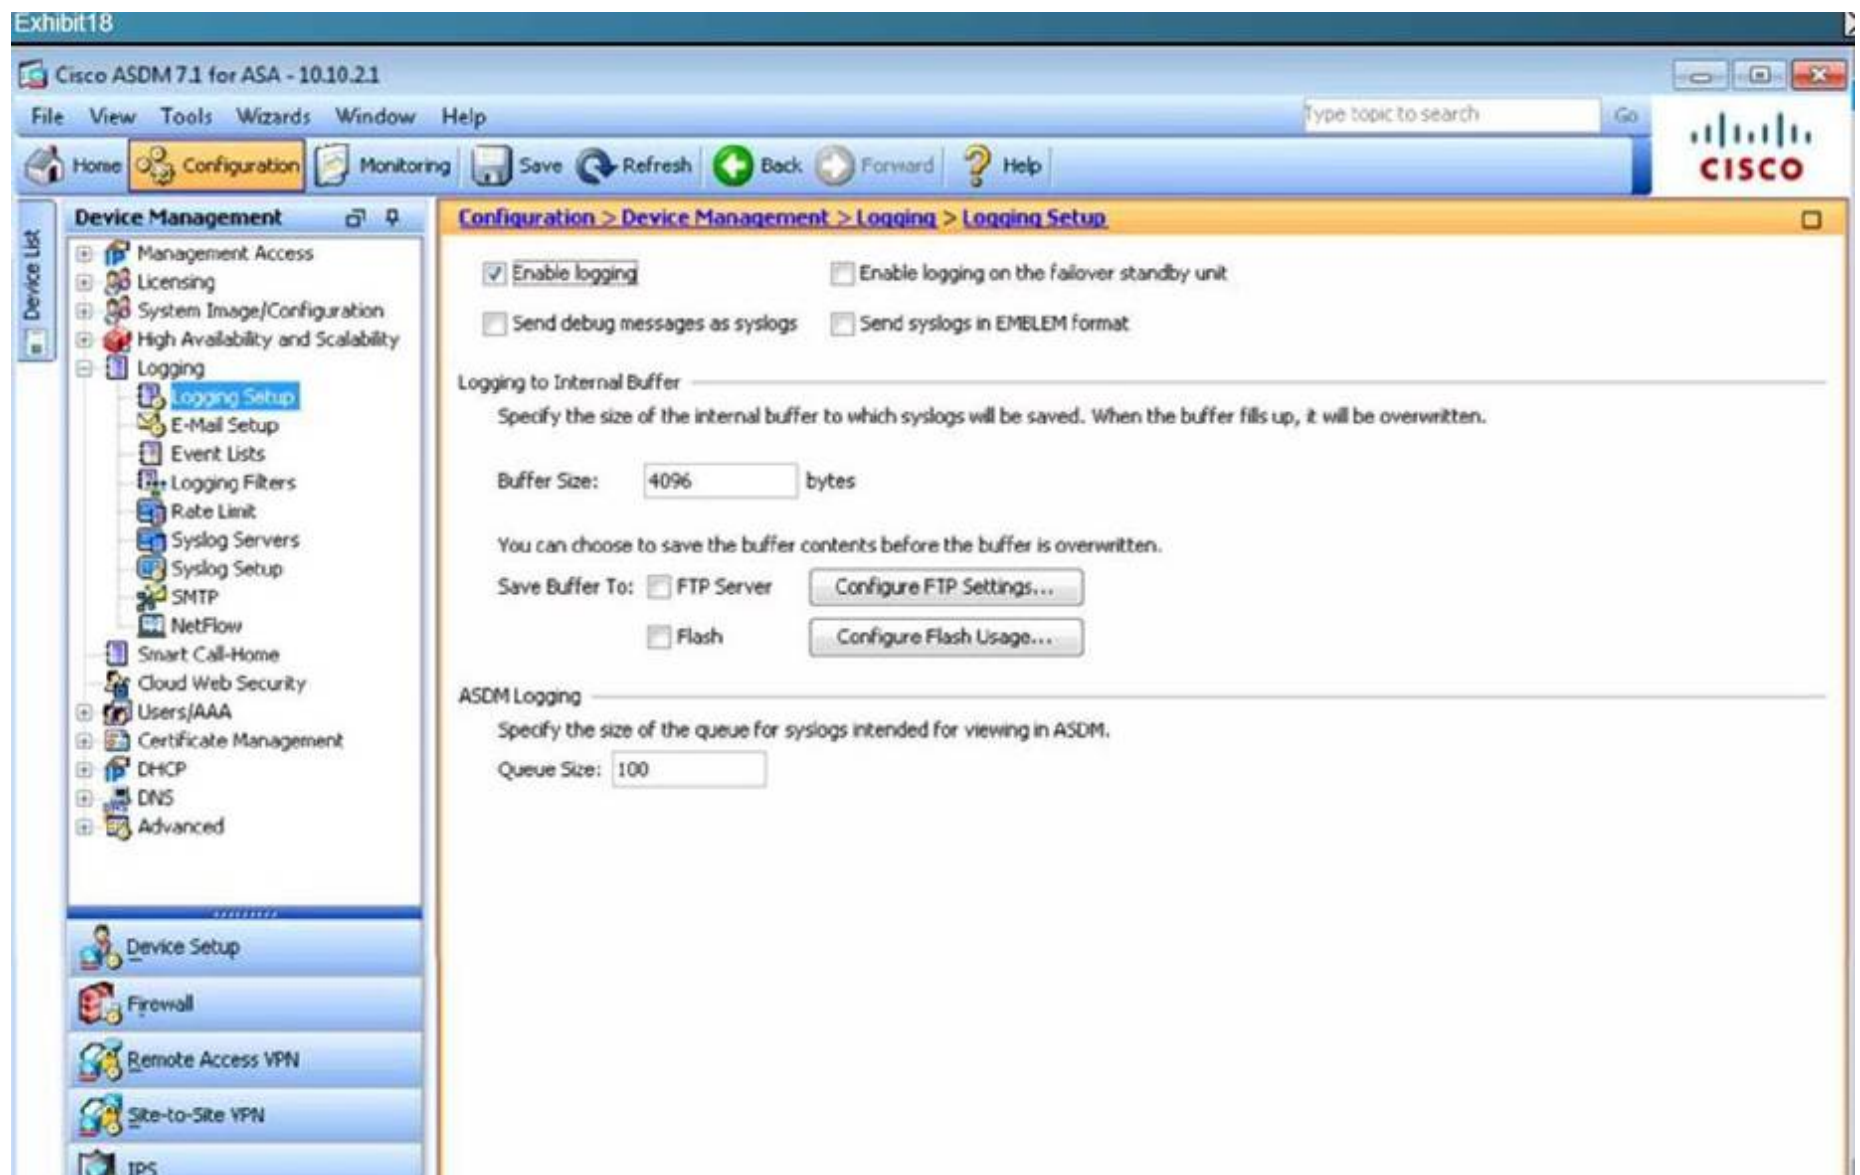 Exhibit18
Cisco ASDM 7.1 for ASA - 10.10.2.1
File View Tools Wizards Window Help
Type topic to search Go
CISCO
Home Configuration Monitoring Save Refresh Back Forward Help
Device List
Device Management
Management Access
Licensing
System Image/Configuration
High Availability and Scalability
Logging
Logging Setup
E-Mail Setup
Event Lists
Logging Filters
Rate Limit
Syslog Servers
Syslog Setup
SMTP
NetFlow
Smart Call-Home
Cloud Web Security
Users/AAA
Certificate Management
DHCP
DNS
Advanced
Device Setup
Firewall
Remote Access VPN
Site-to-Site VPN
IPS
Configuration > Device Management > Logging > Logging Setup
Enable logging Enable logging on the failover standby unit
Send debug messages as syslogs Send syslogs in EMBLEM format
Logging to Internal Buffer
Specify the size of the internal buffer to which syslogs will be saved. When the buffer fills up, it will be overwritten.
Buffer Size: 4096 bytes
You can choose to save the buffer contents before the buffer is overwritten.
Save Buffer To: FTP Server Configure FTP Settings...
Flash Configure Flash Usage...
ASDM Logging
Specify the size of the queue for syslogs intended for viewing in ASDM.
Queue Size: 100